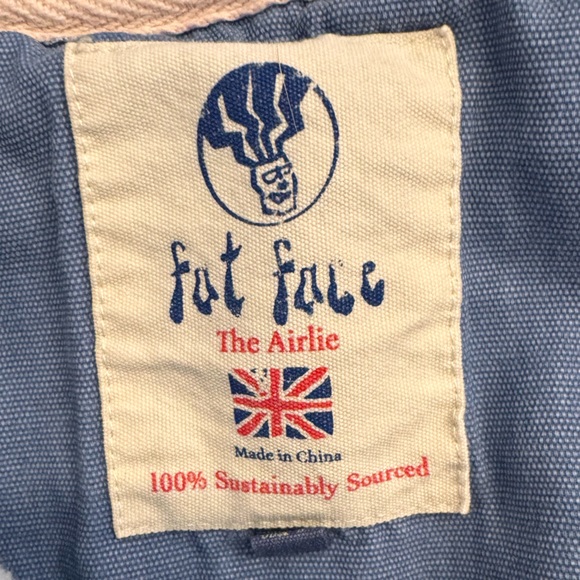 fat face
The Airlie
Made in China
100% Sustainably Sourced